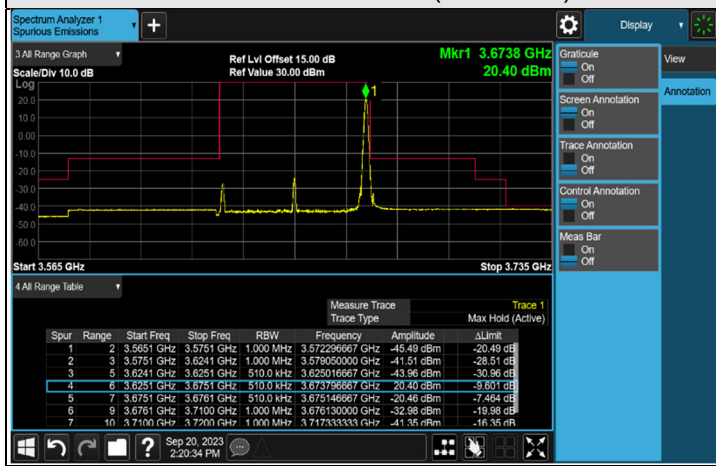 Spectrum Analyzer 1
Spurious Emissions
Display
3 All Range Graph
Ref Lvl Offset 15.00 dB
Mkr1 3.6738 GHz
Scale/Div 10.0 dB
Ref Value 30.00 dBm
20.40 dBm
Log
1
20.0
10.0
0.00
-10.0
-20.0
-30.0
-40.0
-50.0
-60.0
Start 3.565 GHz
Stop 3.735 GHz
Graticule
On
Off
Screen Annotation
On
Off
Trace Annotation
On
Off
Control Annotation
On
Off
Meas Bar
On
Off
View
Annotation
4 All Range Table
Measure Trace Trace 1
Trace Type Max Hold (Active)
Spur Range Start Freq Stop Freq RBW Frequency Amplitude ΔLimit
1 2 3.5651 GHz 3.5751 GHz 1.000 MHz 3.572296667 GHz -45.49 dBm -20.49 dB
2 3 3.5751 GHz 3.6241 GHz 1.000 MHz 3.579050000 GHz -41.51 dBm -28.51 dB
3 5 3.6241 GHz 3.6251 GHz 510.0 kHz 3.625016667 GHz -43.96 dBm -30.96 dB
4 6 3.6251 GHz 3.6751 GHz 510.0 kHz 3.673796667 GHz 20.40 dBm -9.601 dB
5 7 3.6751 GHz 3.6761 GHz 510.0 kHz 3.675146667 GHz -20.46 dBm -7.464 dB
6 9 3.6761 GHz 3.7100 GHz 1.000 MHz 3.676130000 GHz -32.98 dBm -19.98 dB
7 10 3.7100 GHz 3.7200 GHz 1.000 MHz 3.717333333 GHz -41.35 dBm -16.35 dB
?
Sep 20, 2023
2:20:34 PM